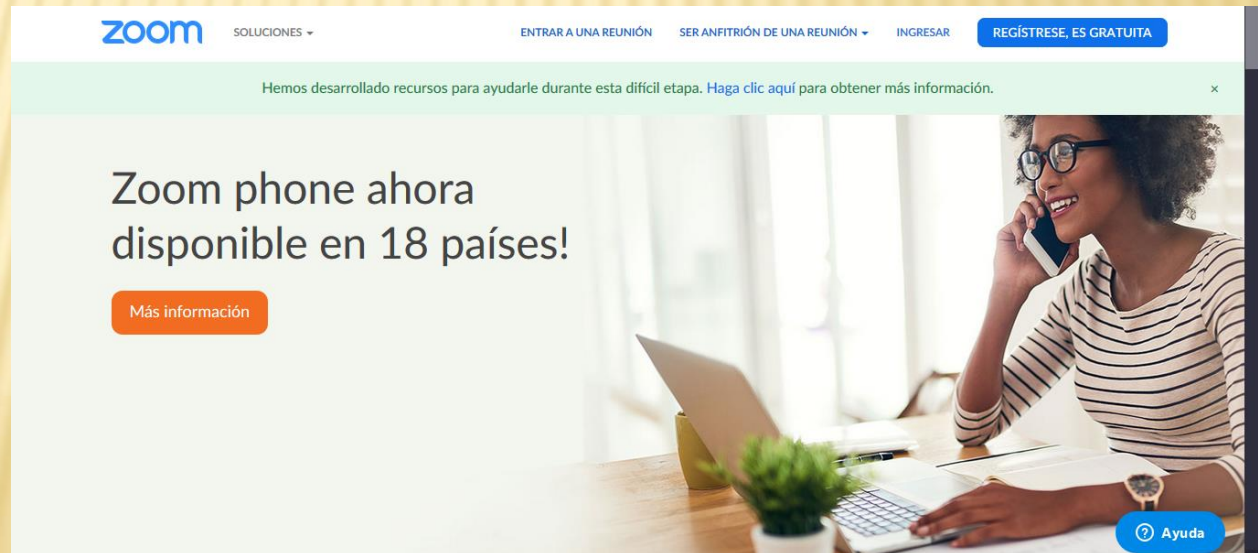 zoom
SOLUCIONES
ENTRAR A UNA REUNIÓN
SER ANFITRIÓN DE UNA REUNIÓN
INGRESAR
REGÍSTRESE, ES GRATUITA
Hemos desarrollado recursos para ayudarle durante esta difícil etapa. Haga clic aquí para obtener más información.
×
Zoom phone ahora
disponible en 18 países!
Más información
? Ayuda